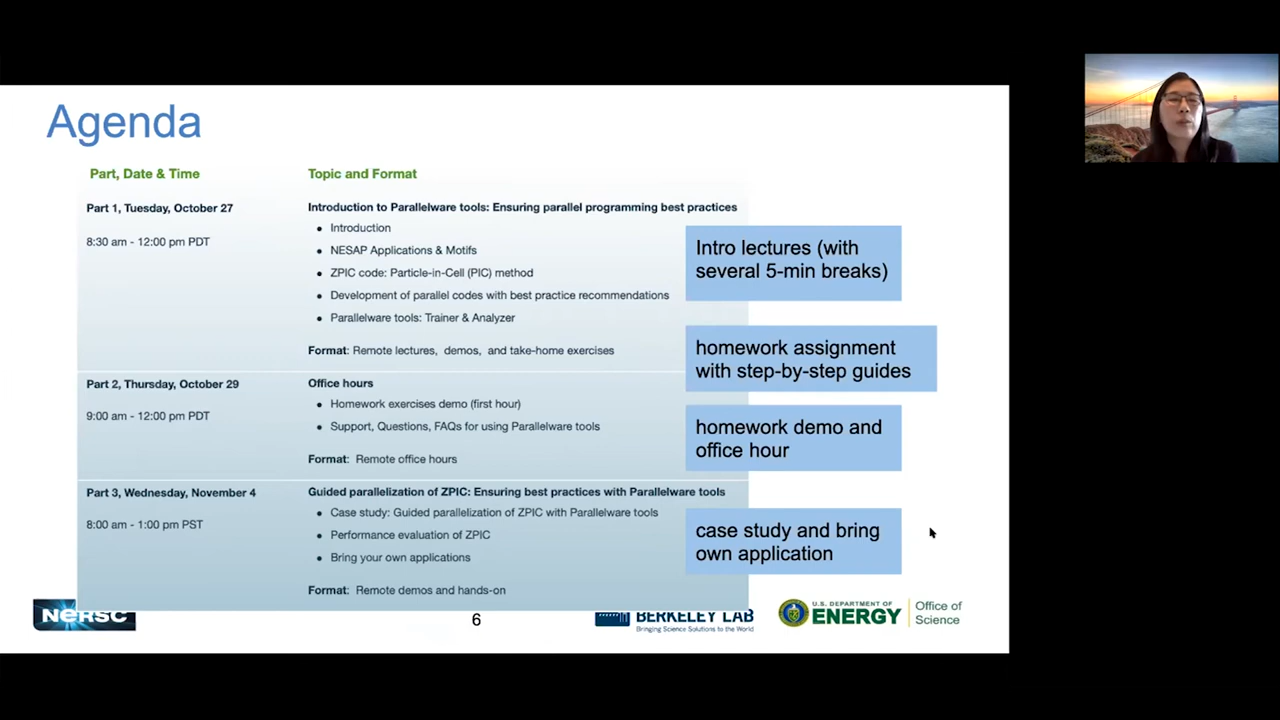 Agenda
Part, Date & Time
Topic and Format
Part 1, Tuesday, October 27
8:30 am - 12:00 pm PDT
Introduction to Parallelware tools: Ensuring parallel programming best practices
• Introduction
• NESAP Applications & Motifs
• ZPIC code: Particle-in-Cell (PIC) method
• Development of parallel codes with best practice recommendations
• Parallelware tools: Trainer & Analyzer
Format: Remote lectures, demos, and take-home exercises
Intro lectures (with
several 5-min breaks)
homework assignment
with step-by-step guides
Part 2, Thursday, October 29
9:00 am - 12:00 pm PDT
Office hours
• Homework exercises demo (first hour)
• Support, Questions, FAQs for using Parallelware tools
Format: Remote office hours
homework demo and
office hour
Part 3, Wednesday, November 4
8:00 am - 1:00 pm PST
Guided parallelization of ZPIC: Ensuring best practices with Parallelware tools
• Case study: Guided parallelization of ZPIC with Parallelware tools
• Performance evaluation of ZPIC
• Bring your own applications
Format: Remote demos and hands-on
case study and bring
own application
NERSC
6
BERKELEY LAB
Bringing Science Solutions to the World
U.S. DEPARTMENT OF
ENERGY
Office of
Science